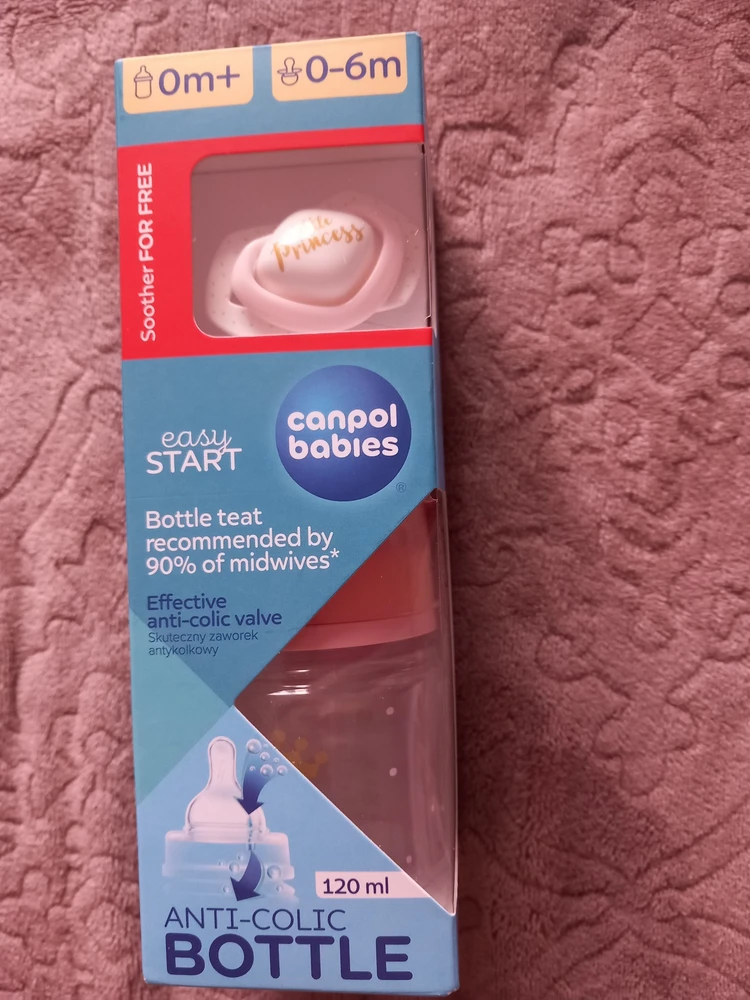 0m+
0-6m
Soother FOR FREE
princess
easy
START
canpol
babies
®
Bottle teat
recommended by
90% of midwives*
Effective
anti-colic valve
Skuteczny zaworek
antykolkowy
120 ml
ANTI-COLIC
BOTTLE